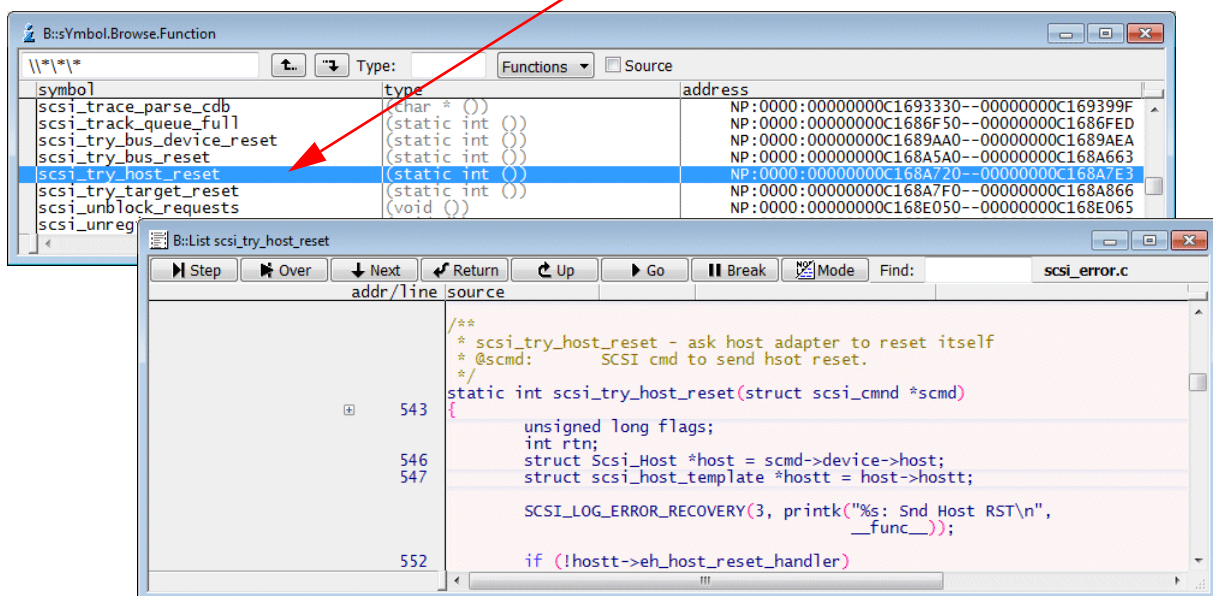 B::sYmbol.Browse.Function
\\*\*\* Type: Functions Source
symbol type address
scsi_trace_parse_cdb (char * ()) NP:0000:00000000C1693330--00000000C169399F
scsi_track_queue_full (static int ()) NP:0000:00000000C1686F50--00000000C1686FED
scsi_try_bus_device_reset (static int ()) NP:0000:00000000C1689AA0--00000000C1689AEA
scsi_try_bus_reset (static int ()) NP:0000:00000000C168A5A0--00000000C168A663
scsi_try_host_reset (static int ()) NP:0000:00000000C168A720--00000000C168A7E3
scsi_try_target_reset (static int ()) NP:0000:00000000C168A7F0--00000000C168A866
scsi_unblock_requests (void ()) NP:0000:00000000C168E050--00000000C168E065
scsi_unreg
B::List scsi_try_host_reset
Step Over Next Return Up Go Break Mode Find: scsi_error.c
addr/line source
/**
* scsi_try_host_reset - ask host adapter to reset itself
* @scmd: SCSI cmd to send hsot reset.
*/
static int scsi_try_host_reset(struct scsi_cmnd *scmd)
543 {
unsigned long flags;
int rtn;
546 struct Scsi_Host *host = scmd->device->host;
547 struct scsi_host_template *hostt = host->hostt;
SCSI_LOG_ERROR_RECOVERY(3, printk("%s: Snd Host RST\n",
__func__));
552 if (!hostt->eh_host_reset_handler)